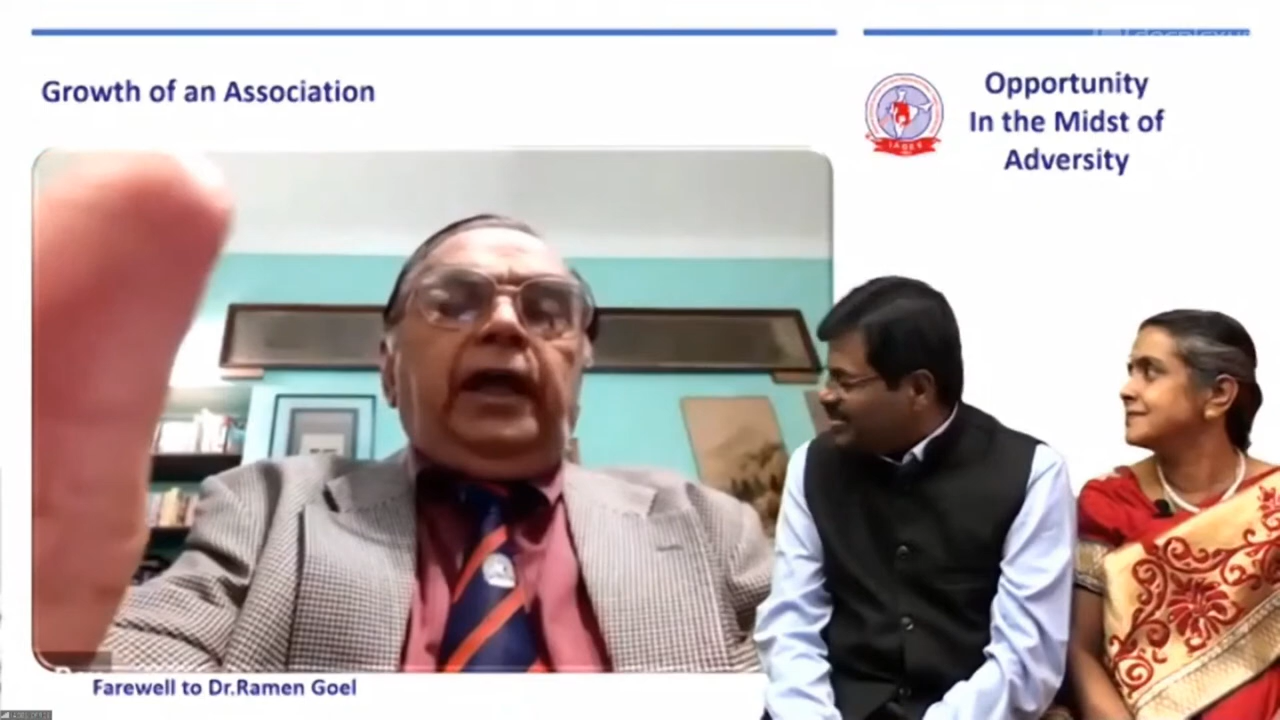 Growth of an Association
Opportunity
In the Midst of
Adversity
IAGES
Farewell to Dr.Ramen Goel